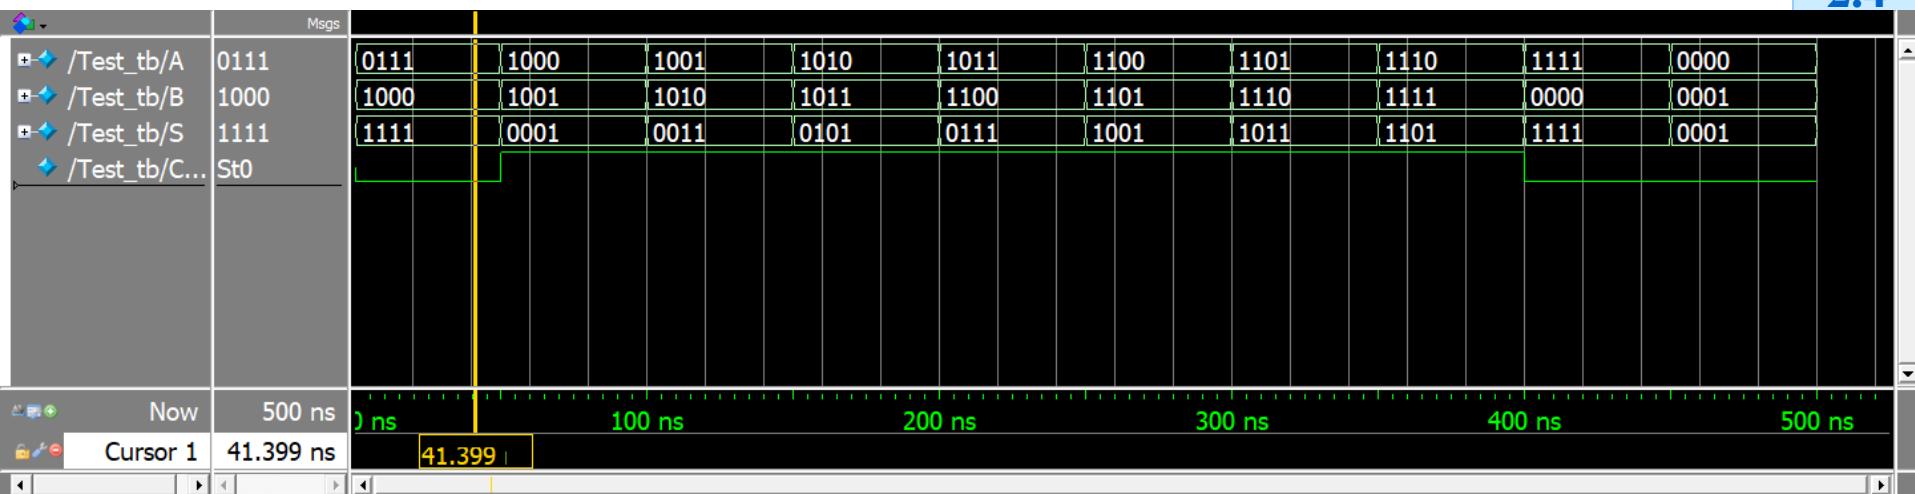 Msgs
/Test_tb/A 0111 0111 1000 1001 1010 1011 1100 1101 1110 1111 0000
/Test_tb/B 1000 1000 1001 1010 1011 1100 1101 1110 1111 0000 0001
/Test_tb/S 1111 1111 0001 0011 0101 0111 1001 1011 1101 1111 0001
/Test_tb/C... St0
Now 500 ns ns 100 ns 200 ns 300 ns 400 ns 500 ns
Cursor 1 41.399 ns 41.399